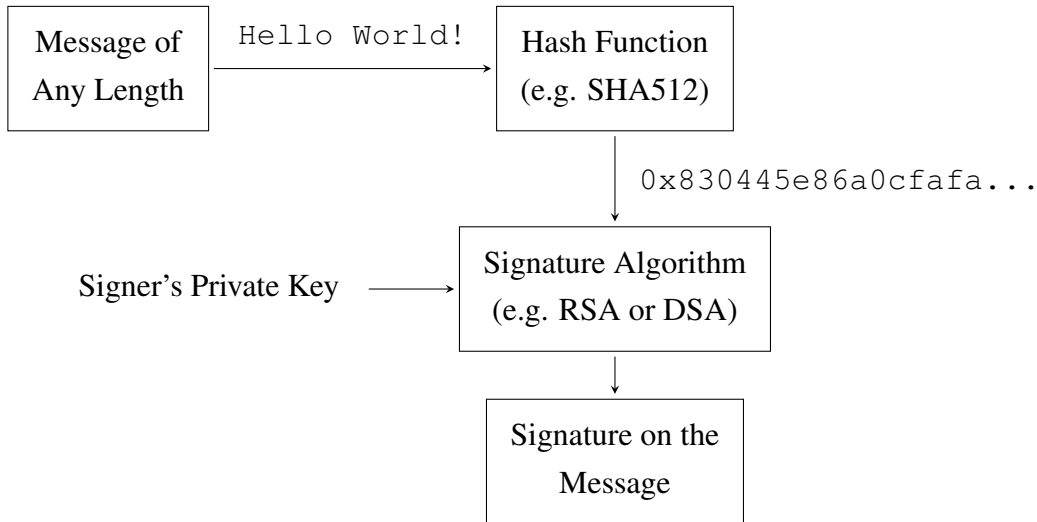 Message of
Any Length
Hello World!
Hash Function
(e.g. SHA512)
0x830445e86a0cfafa...
Signer's Private Key
Signature Algorithm
(e.g. RSA or DSA)
Signature on the
Message